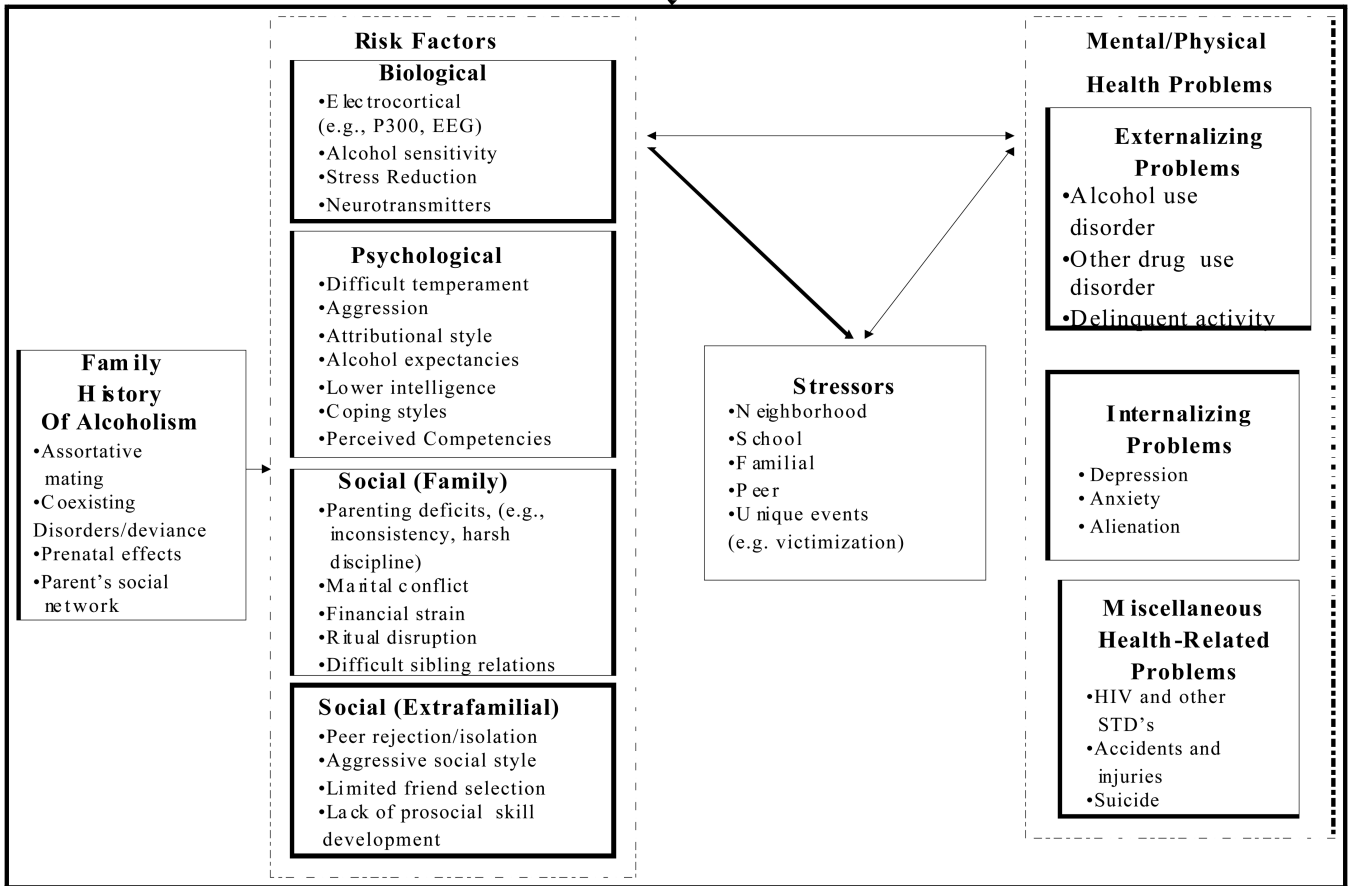 Family
History
Of Alcoholism
•Assortative
mating
•Coexisting
Disorders/deviance
•Prenatal effects
•Parent's social
network
Risk Factors
Biological
•Electrocortical
(e.g., P300, EEG)
•Alcohol sensitivity
•Stress Reduction
•Neurotransmitters
Psychological
•Difficult temperament
•Aggression
•Attributional style
•Alcohol expectancies
•Lower intelligence
•Coping styles
•Perceived Competencies
Social (Family)
•Parenting deficits, (e.g.,
inconsistency, harsh
discipline)
•Marital conflict
•Financial strain
•Ritual disruption
•Difficult sibling relations
Social (Extrafamilial)
•Peer rejection/isolation
•Aggressive social style
•Limited friend selection
•Lack of prosocial skill
development
Stressors
•Neighborhood
•School
•Familial
•Peer
•Unique events
(e.g. victimization)
Mental/Physical
Health Problems
Externalizing
Problems
•Alcohol use
disorder
•Other drug use
disorder
•Delinquent activity
Internalizing
Problems
• Depression
• Anxiety
• Alienation
Miscellaneous
Health-Related
Problems
•HIV and other
STD's
•Accidents and
injuries
•Suicide